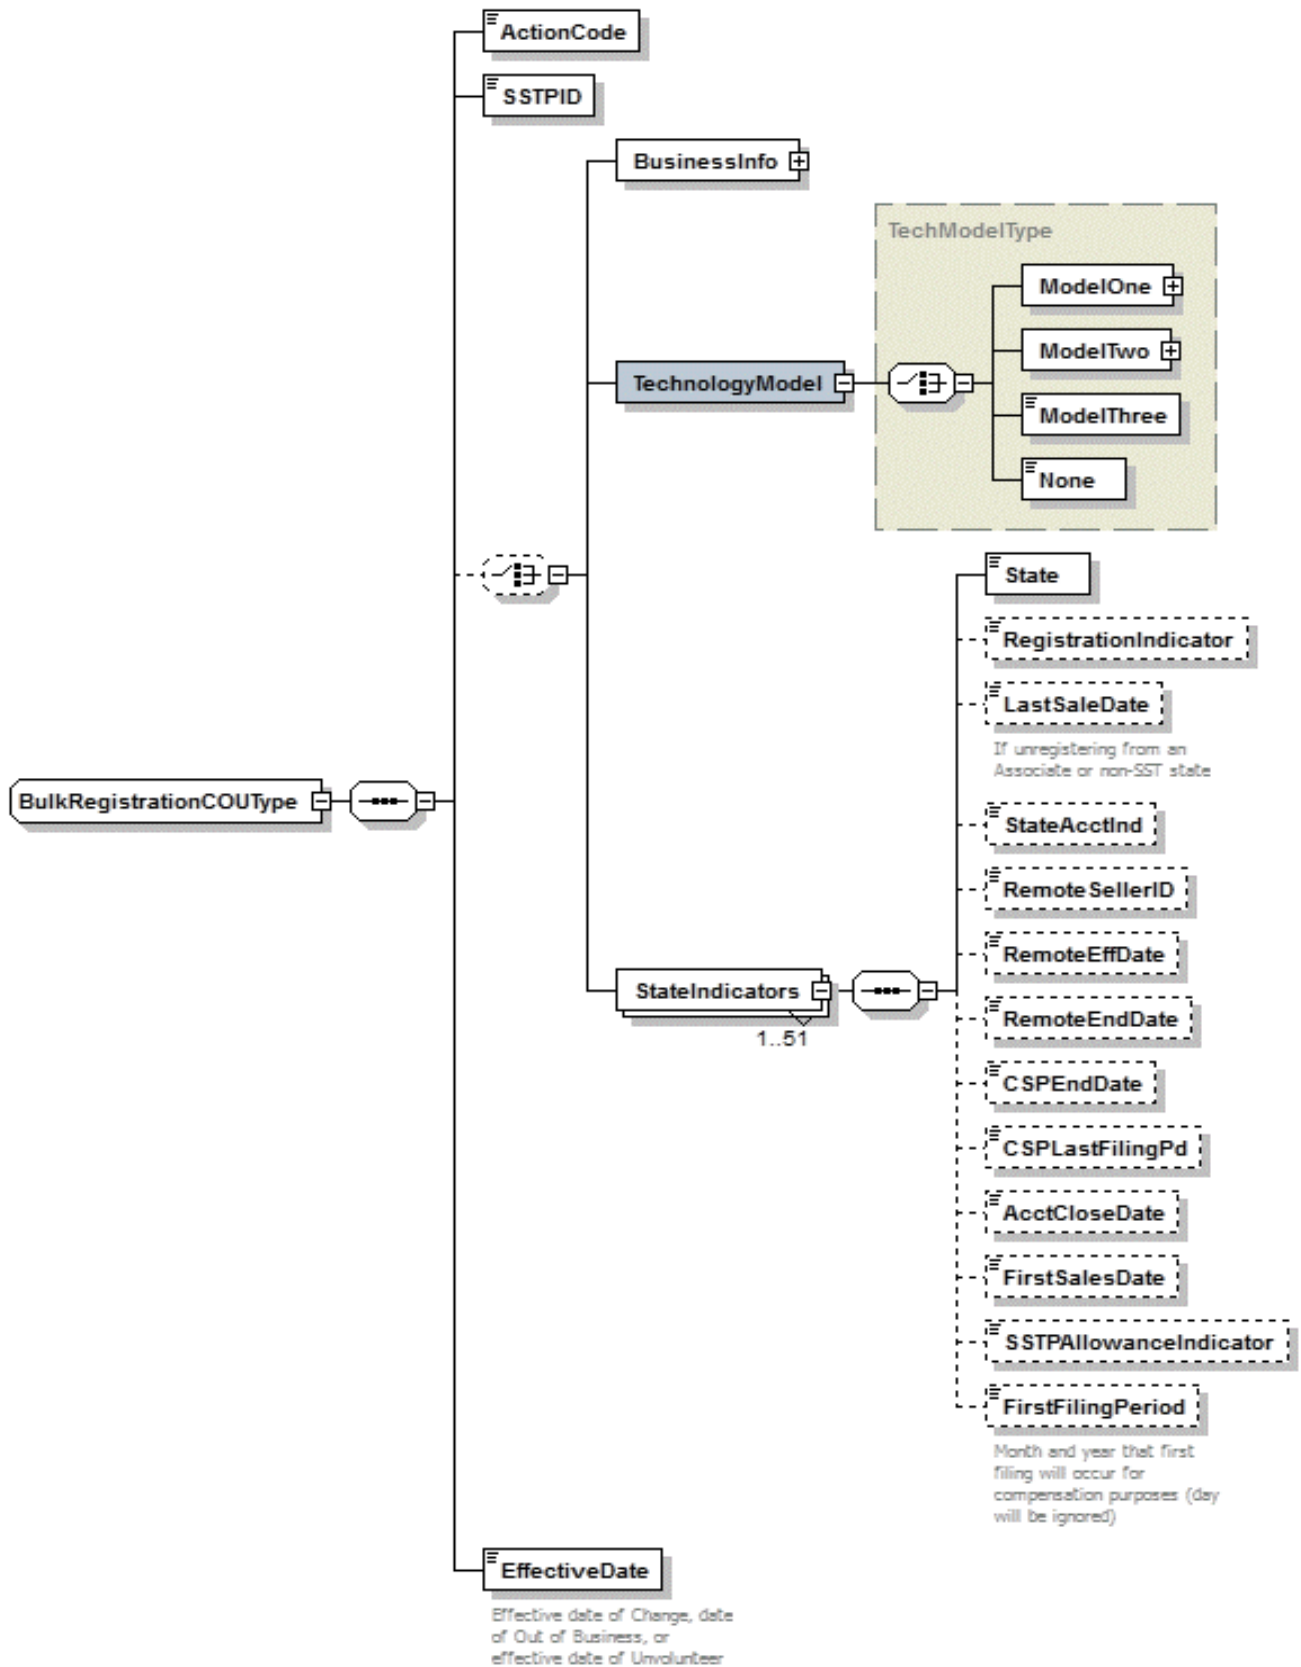 ActionCode
SSTPID
BusinessInfo
TechModelType
ModelOne
ModelTwo
TechnologyModel
ModelThree
None
State
RegistrationIndicator
LastSaleDate
If unregistering from an
Associate or non-SST state
BulkRegistrationCOUType
StateAcctInd
RemoteSellerID
RemoteEffDate
StateIndicators
1..51
RemoteEndDate
CSPEndDate
CSPLastFilingPd
AcctCloseDate
FirstSalesDate
SSTPAllowanceIndicator
FirstFilingPeriod
Month and year that first
filing will occur for
compensation purposes (day
will be ignored)
EffectiveDate
Effective date of Change, date
of Out of Business, or
effective date of Unvolunteer